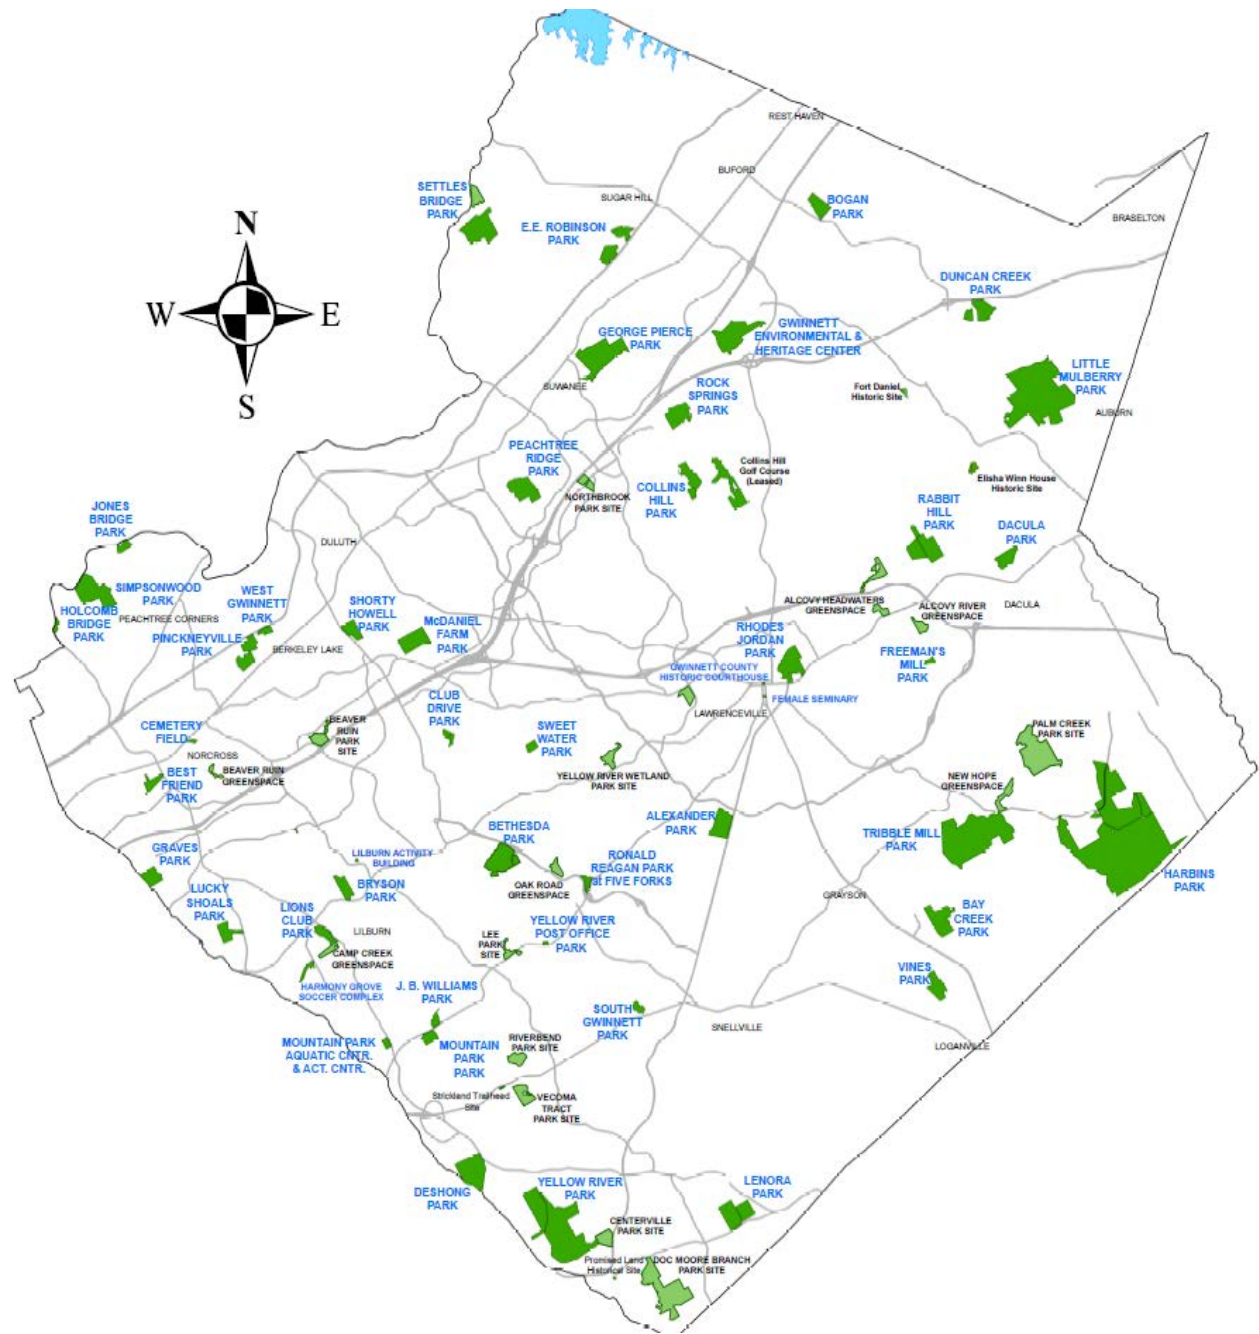 REST HAVEN
BUFORD
SETTLES
BRIDGE
PARK
SUGAR HILL
BOGAN
PARK
BRASELTON
N
W
E
S
E.E. ROBINSON
PARK
DUNCAN CREEK
PARK
GEORGE PIERCE
PARK
GWINNETT
ENVIRONMENTAL &
HERITAGE CENTER
SUWANEE
ROCK
SPRINGS
PARK
Fort Daniel
Historic Site
LITTLE
MULBERRY
PARK
AUBURN
PEACHTREE
RIDGE
PARK
NORTHBROOK
PARK SITE
COLLINS
HILL
PARK
Collins Hill
Golf Course
(Leased)
Elisha Winn House
Historic Site
RABBIT
HILL
PARK
DACULA
PARK
JONES
BRIDGE
PARK
DULUTH
SIMPSONWOOD
PARK
HOLCOMB
BRIDGE
PARK
PEACHTREE CORNERS
WEST
GWINNETT
PARK
PINCKNEYVILLE
PARK
BERKELEY LAKE
SHORTY
HOWELL
PARK
McDANIEL
FARM
PARK
ALCOVY HEADWATERS
GREENSPACE
ALCOVY RIVER
GREENSPACE
DACULA
RHODES
JORDAN
PARK
FREEMAN'S
MILL
PARK
GWINNETT COUNTY
HISTORIC COURTHOUSE
FEMALE SEMINARY
LAWRENCEVILLE
CLUB
DRIVE
PARK
SWEET
WATER
PARK
YELLOW RIVER WETLAND
PARK SITE
CEMETERY
FIELD
NORCROSS
BEAVER
RUIN
PARK
SITE
BEAVER RUIN
GREENSPACE
BEST
FRIEND
PARK
PALM CREEK
PARK SITE
NEW HOPE
GREENSPACE
ALEXANDER
PARK
TRIBBLE MILL
PARK
HARBINS
PARK
GRAVES
PARK
LILBURN ACTIVITY
BUILDING
BRYSON
PARK
BETHESDA
PARK
OAK ROAD
GREENSPACE
RONALD
REAGAN PARK
at FIVE FORKS
GRAYSON
LUCKY
SHOALS
PARK
LIONS
CLUB
PARK
LILBURN
CAMP CREEK
GREENSPACE
LEE
PARK
SITE
YELLOW RIVER
POST OFFICE
PARK
BAY
CREEK
PARK
HARMONY GROVE
SOCCER COMPLEX
J. B. WILLIAMS
PARK
VINES
PARK
SOUTH
GWINNETT
PARK
SNELLVILLE
LOGANVILLE
MOUNTAIN PARK
AQUATIC CNTR.
& ACT. CNTR.
MOUNTAIN
PARK
PARK
RIVERBEND
PARK SITE
Strickland Trailhead
Site
VECOMA
TRACT
PARK SITE
DESHONG
PARK
YELLOW RIVER
PARK
LENORA
PARK
CENTERVILLE
PARK SITE
Promised Land
Historical Site
DOC MOORE BRANCH
PARK SITE